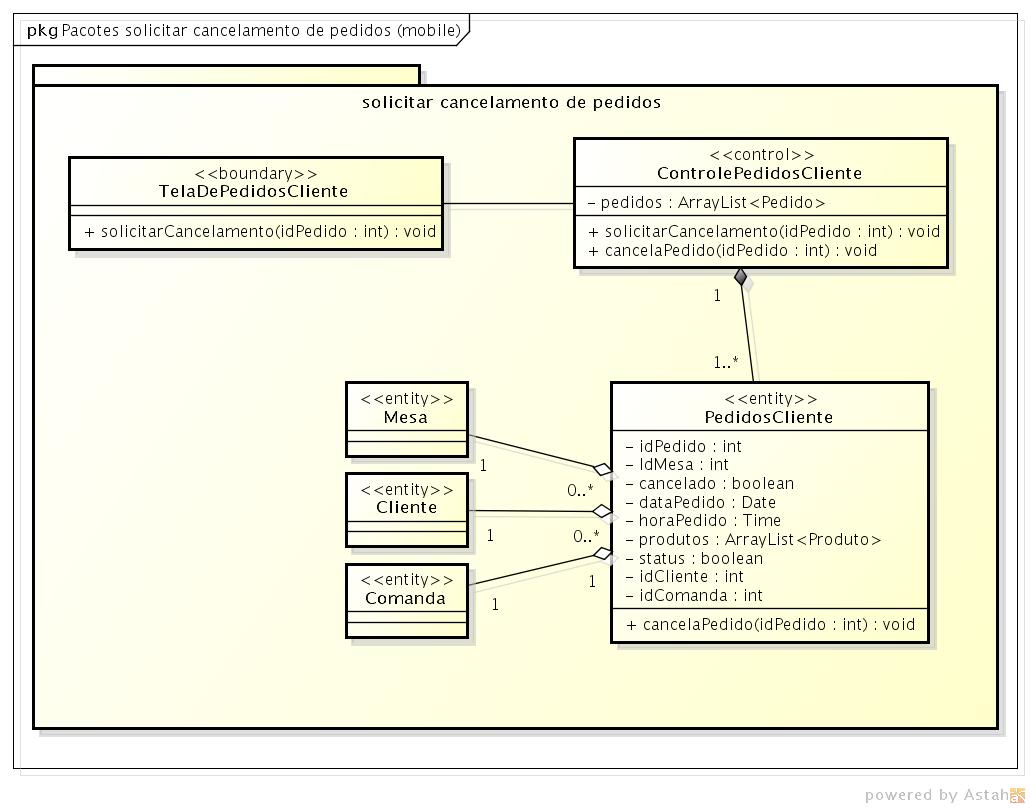 pkg Pacotes solicitar cancelamento de pedidos (mobile)
solicitar cancelamento de pedidos
<<boundary>>
TelaDePedidosCliente
+ solicitarCancelamento(idPedido : int) : void
<<control>>
ControlePedidosCliente
- pedidos : ArrayList<Pedido>
+ solicitarCancelamento(idPedido : int) : void
+ cancelaPedido(idPedido : int) : void
1
1..*
<<entity>>
Mesa
1
0..*
<<entity>>
Cliente
1
0..*
<<entity>>
Comanda
1
1
<<entity>>
PedidosCliente
- idPedido : int
- IdMesa : int
- cancelado : boolean
- dataPedido : Date
- horaPedido : Time
- produtos : ArrayList<Produto>
- status : boolean
- idCliente : int
- idComanda : int
+ cancelaPedido(idPedido : int) : void
powered by Astah